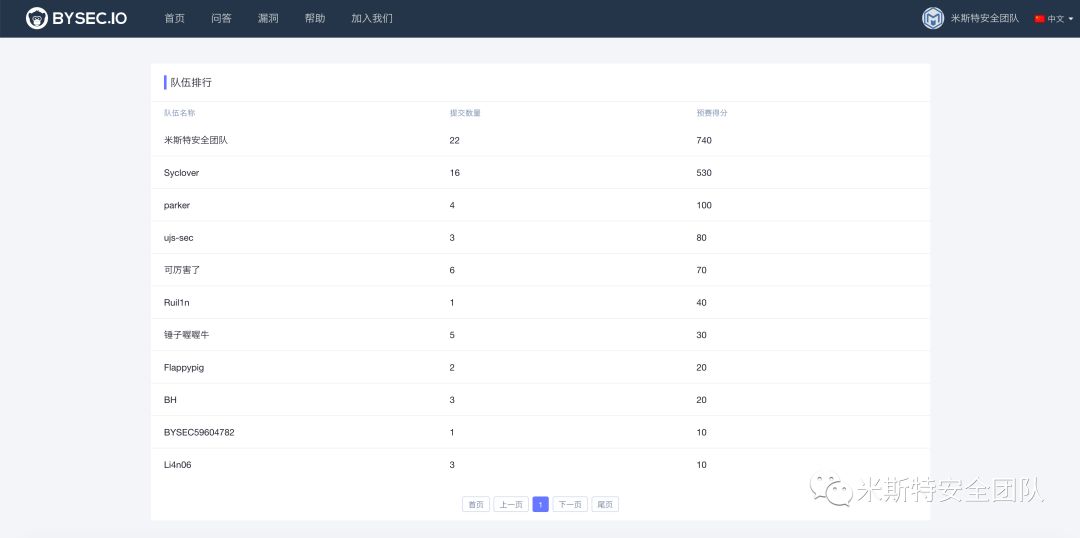 BYSEC.IO 首页 问答 漏洞 帮助 加入我们 米斯特安全团队 中文
队伍排行
队伍名称 提交数量 预赛得分
米斯特安全团队 22 740
Syclover 16 530
parker 4 100
ujs-sec 3 80
可厉害了 6 70
Ruil1n 1 40
锤子喔喔牛 5 30
Flappypig 2 20
BH 3 20
BYSEC59604782 1 10
Li4n06 3 10
首页 上一页 1 下一页 尾页
米斯特安全团队